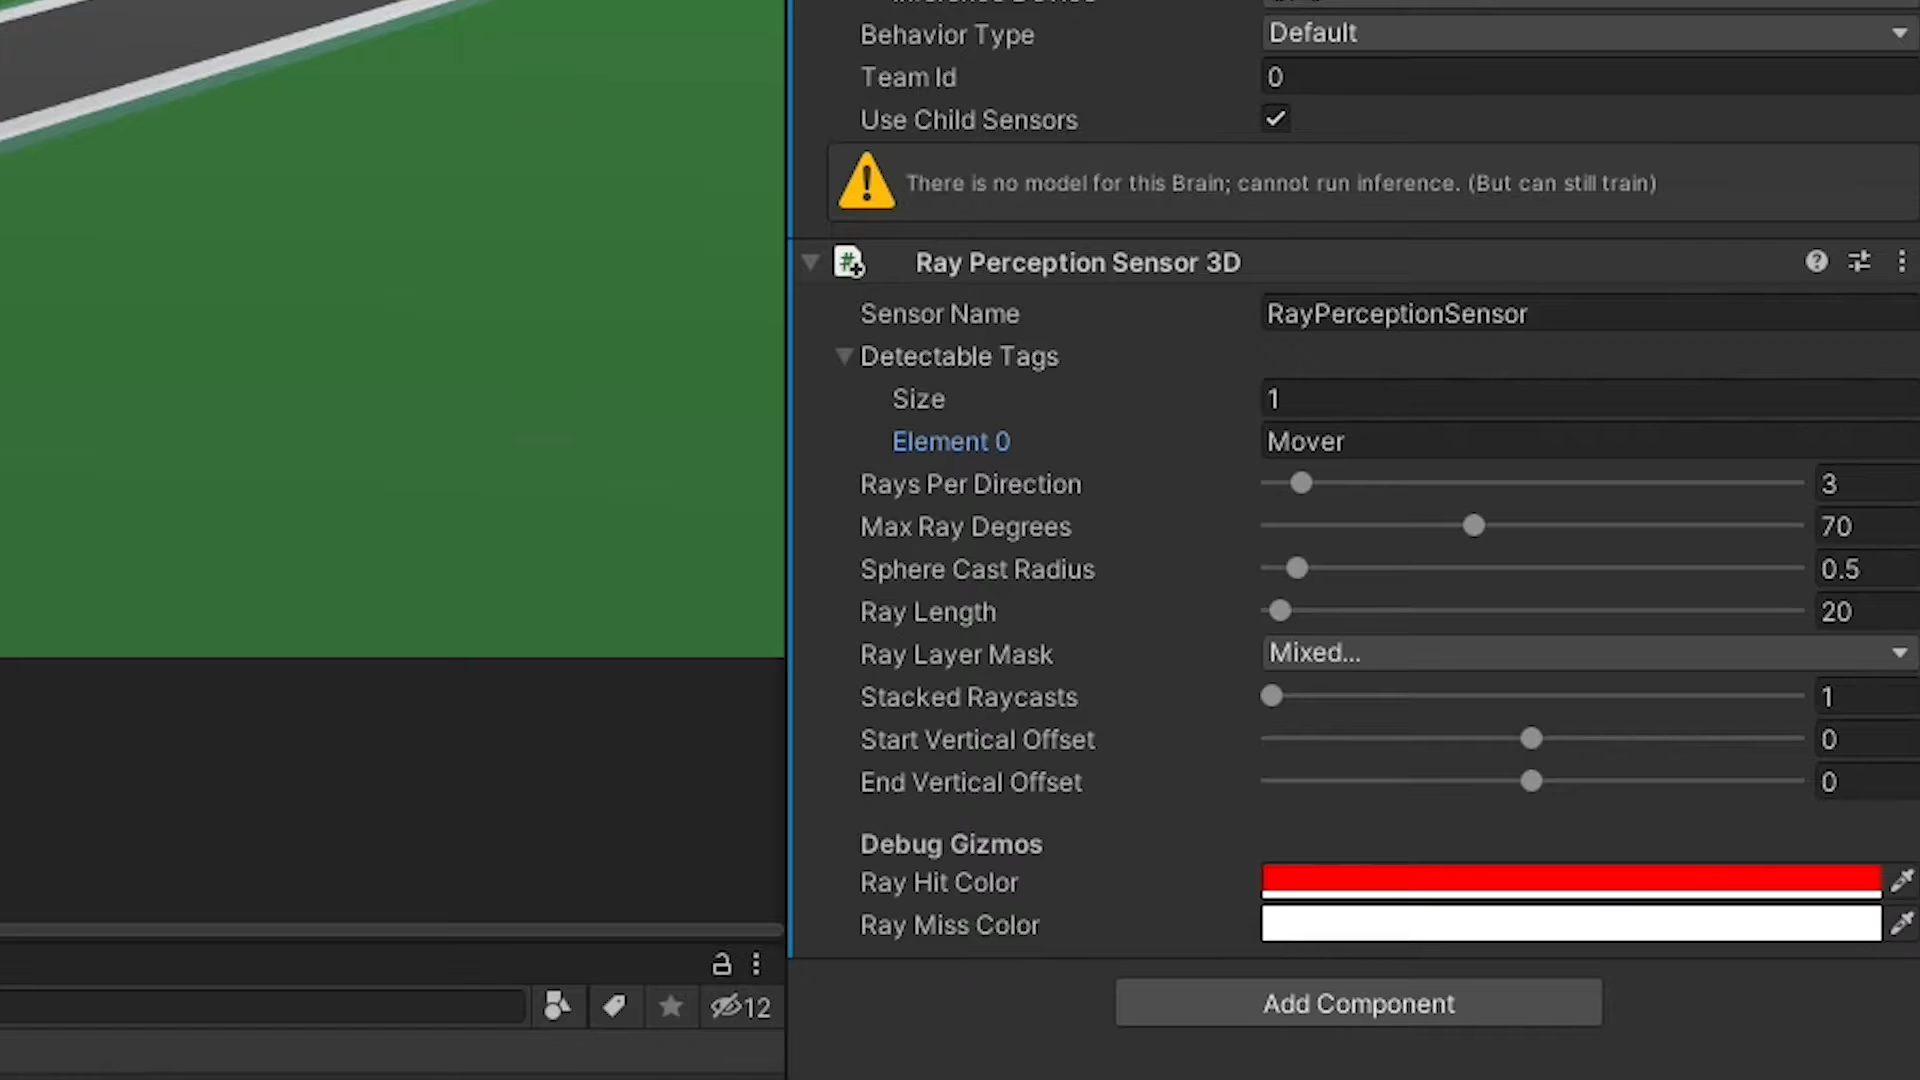 Behavior Type Default
Team Id 0
Use Child Sensors
There is no model for this Brain; cannot run inference. (But can still train)
Ray Perception Sensor 3D
Sensor Name RayPerceptionSensor
Detectable Tags
Size 1
Element 0 Mover
Rays Per Direction 3
Max Ray Degrees 70
Sphere Cast Radius 0.5
Ray Length 20
Ray Layer Mask Mixed...
Stacked Raycasts 1
Start Vertical Offset 0
End Vertical Offset 0
Debug Gizmos
Ray Hit Color
Ray Miss Color
12
Add Component